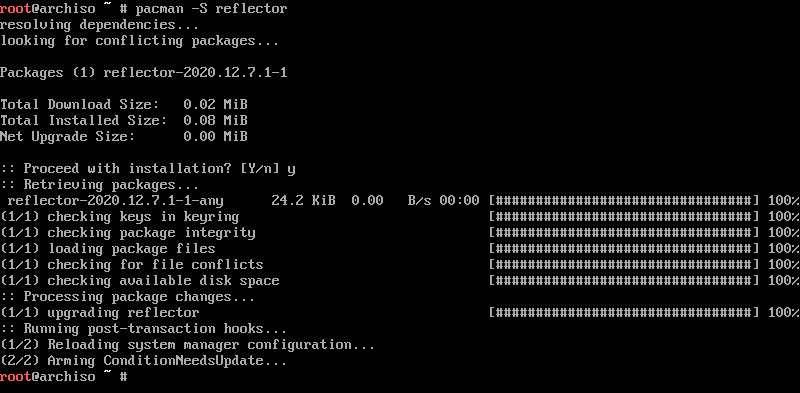 root@archiso ~ # pacman -S reflector
resolving dependencies...
looking for conflicting packages...
Packages (1) reflector-2020.12.7.1-1
Total Download Size:   0.02 MiB
Total Installed Size:  0.08 MiB
Net Upgrade Size:      0.00 MiB
:: Proceed with installation? [Y/n] y
:: Retrieving packages...
 reflector-2020.12.7.1-1-any      24.2 KiB  0.00   B/s 00:00 [################################] 100%
(1/1) checking keys in keyring                               [################################] 100%
(1/1) checking package integrity                             [################################] 100%
(1/1) loading package files                                  [################################] 100%
(1/1) checking for file conflicts                            [################################] 100%
(1/1) checking available disk space                          [################################] 100%
:: Processing package changes...
(1/1) upgrading reflector                                    [################################] 100%
:: Running post-transaction hooks...
(1/2) Reloading system manager configuration...
(2/2) Arming ConditionNeedsUpdate...
root@archiso ~ #